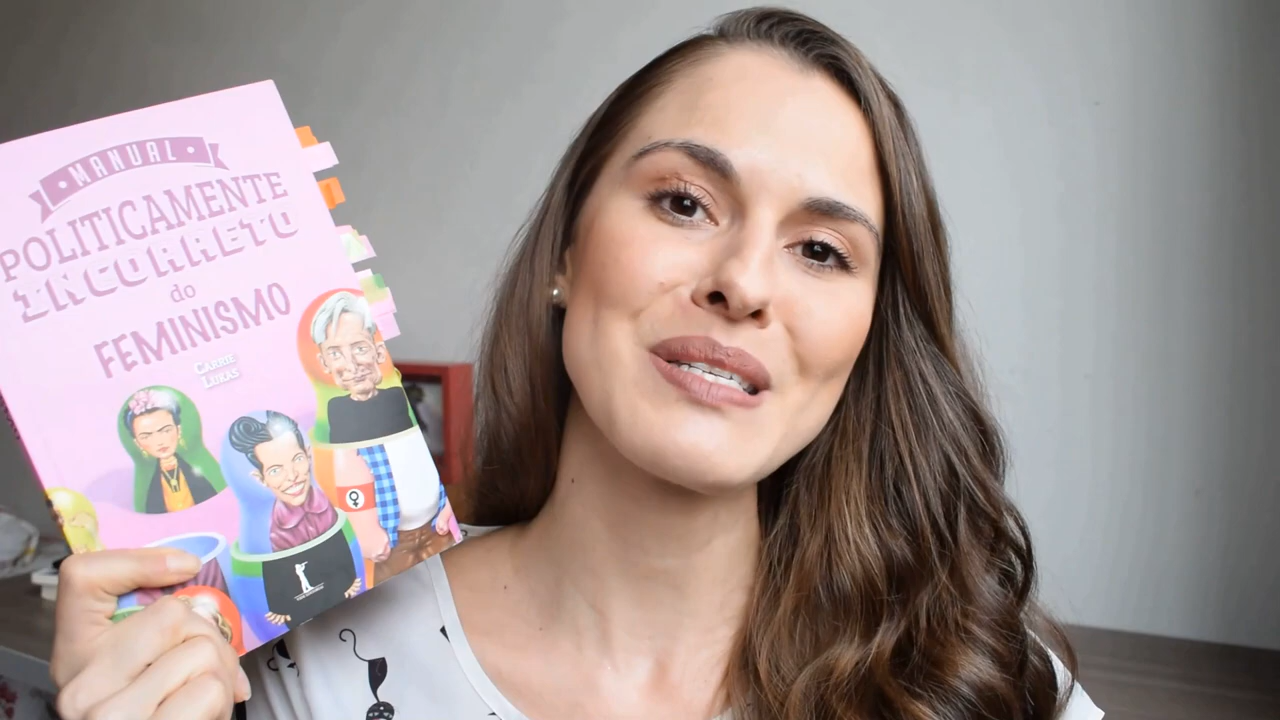 MANUAL
POLITICAMENTE
INCORRETO
do
FEMINISMO
CARRIE
LUKAS